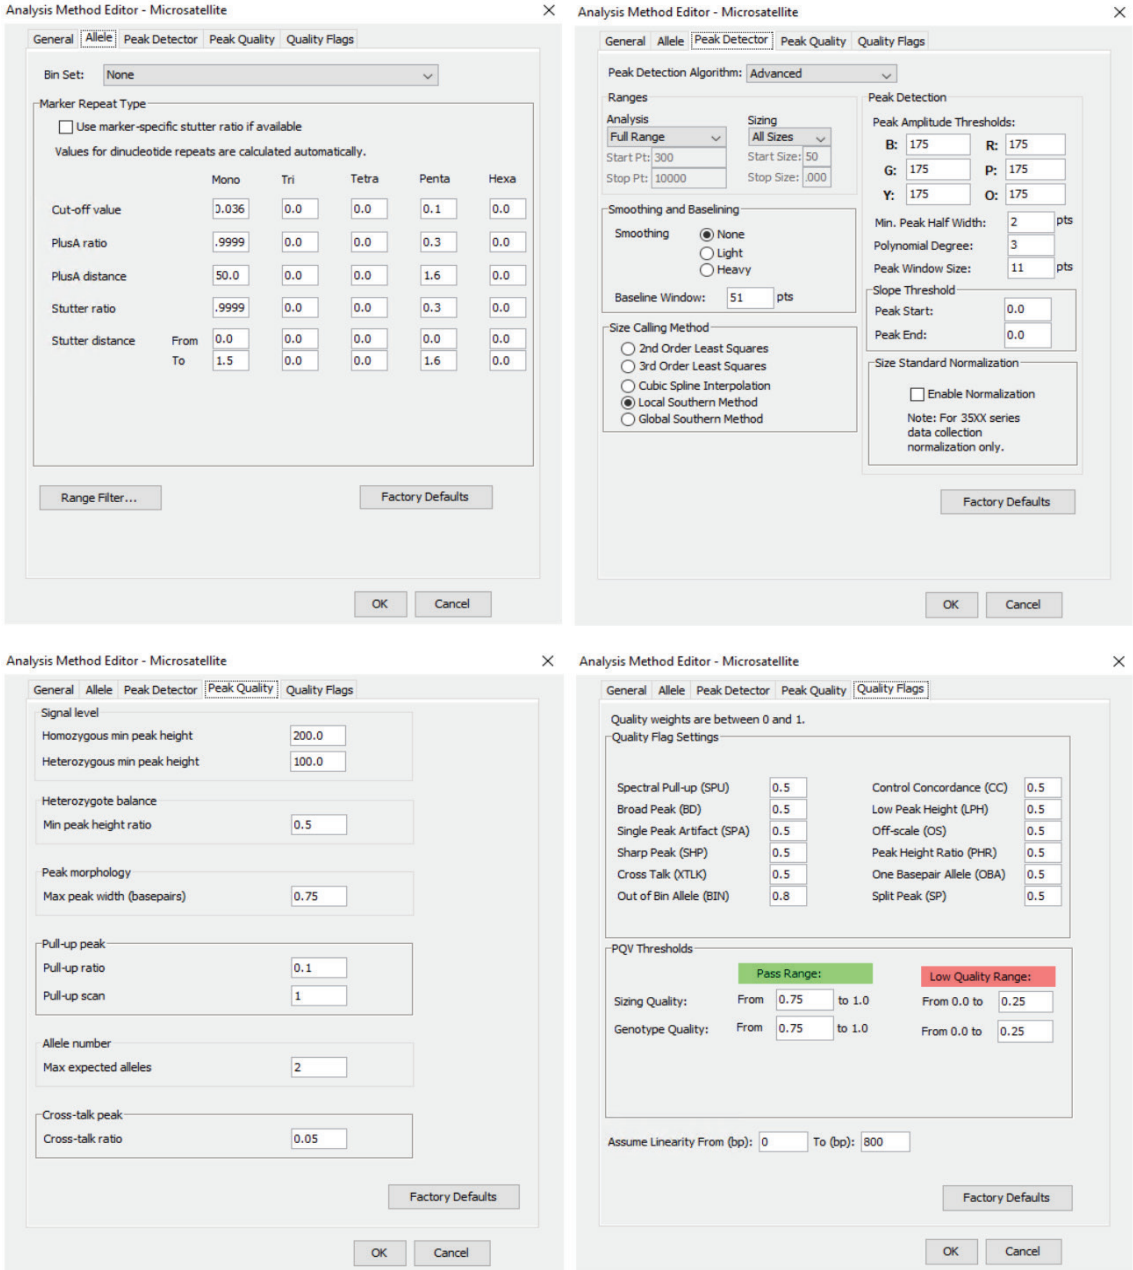 Analysis Method Editor - Microsatellite
General Allele Peak Detector Peak Quality Quality Flags
Bin Set: None
Marker Repeat Type
Use marker-specific stutter ratio if available
Values for dinucleotide repeats are calculated automatically.
Mono Tri Tetra Penta Hexa
Cut-off value 0.036 0.0 0.0 0.1 0.0
PlusA ratio .9999 0.0 0.0 0.3 0.0
PlusA distance 50.0 0.0 0.0 1.6 0.0
Stutter ratio .9999 0.0 0.0 0.3 0.0
Stutter distance From 0.0 0.0 0.0 0.0 0.0
To 1.5 0.0 0.0 1.6 0.0
Range Filter... Factory Defaults
OK Cancel
Analysis Method Editor - Microsatellite
General Allele Peak Detector Peak Quality Quality Flags
Peak Detection Algorithm: Advanced
Ranges
Analysis Sizing
Full Range All Sizes
Start Pt: 300 Start Size: 50
Stop Pt: 10000 Stop Size: .000
Smoothing and Baselining
Smoothing None
Light
Heavy
Baseline Window: 51 pts
Size Calling Method
2nd Order Least Squares
3rd Order Least Squares
Cubic Spline Interpolation
Local Southern Method
Global Southern Method
Peak Detection
Peak Amplitude Thresholds:
B: 175 R: 175
G: 175 P: 175
Y: 175 O: 175
Min. Peak Half Width: 2 pts
Polynomial Degree: 3
Peak Window Size: 11 pts
Slope Threshold
Peak Start: 0.0
Peak End: 0.0
Size Standard Normalization
Enable Normalization
Note: For 35XX series
data collection
normalization only.
Factory Defaults
OK Cancel
Analysis Method Editor - Microsatellite
General Allele Peak Detector Peak Quality Quality Flags
Signal level
Homozygous min peak height 200.0
Heterozygous min peak height 100.0
Heterozygote balance
Min peak height ratio 0.5
Peak morphology
Max peak width (basepairs) 0.75
Pull-up peak
Pull-up ratio 0.1
Pull-up scan 1
Allele number
Max expected alleles 2
Cross-talk peak
Cross-talk ratio 0.05
Factory Defaults
OK Cancel
Analysis Method Editor - Microsatellite
General Allele Peak Detector Peak Quality Quality Flags
Quality weights are between 0 and 1.
Quality Flag Settings
Spectral Pull-up (SPU) 0.5 Control Concordance (CC) 0.5
Broad Peak (BD) 0.5 Low Peak Height (LPH) 0.5
Single Peak Artifact (SPA) 0.5 Off-scale (OS) 0.5
Sharp Peak (SHP) 0.5 Peak Height Ratio (PHR) 0.5
Cross Talk (XTLK) 0.5 One Basepair Allele (OBA) 0.5
Out of Bin Allele (BIN) 0.8 Split Peak (SP) 0.5
PQV Thresholds
Pass Range: Low Quality Range:
Sizing Quality: From 0.75 to 1.0 From 0.0 to 0.25
Genotype Quality: From 0.75 to 1.0 From 0.0 to 0.25
Assume Linearity From (bp): 0 To (bp): 800
Factory Defaults
OK Cancel